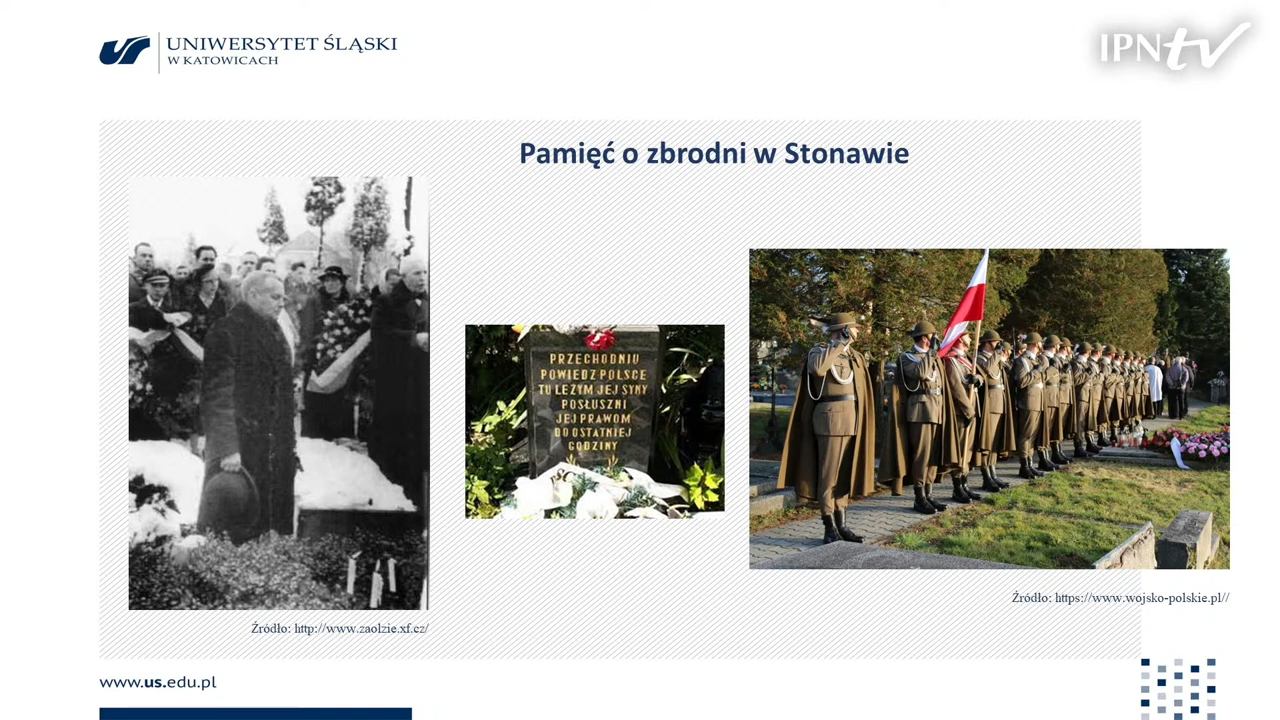 UNIWERSYTET ŚLĄSKI
W KATOWICACH
IPNtv
Pamięć o zbrodni w Stonawie
PRZECHODNIU
POWIEDZ POLSCE
TU LEŻYM JEJ SYNY
POSŁUSZNI
JEJ PRAWOM
DO OSTATNIEJ
GODZINY
Źródło: http://www.zaolzie.xf.cz/
Źródło: https://www.wojsko-polskie.pl//
www.us.edu.pl